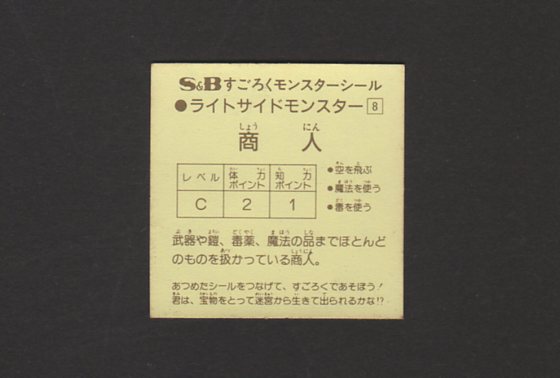 S&Bすごろくモンスターシール
●ライトサイドモンスター 8
しょう にん
商人
レベル 体力ポイント 知力ポイント
C 2 1
●空を飛ぶ
●魔法を使う
●毒を使う
武器や鎧、毒薬、魔法の品までほとんど
のものを扱かっている商人。
あつめたシールをつなげて、すごろくであそぼう!
君は、宝物をとって迷宮から生きて出られるかな!?